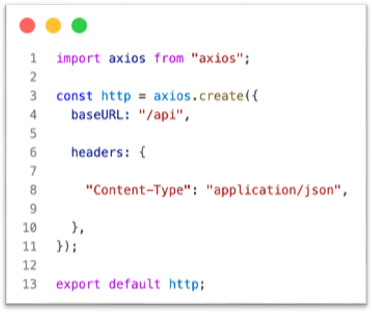 1 import axios from "axios";
2
3 const http = axios.create({
4   baseURL: "/api",
5
6   headers: {
7
8     "Content-Type": "application/json",
9
10   },
11 });
12
13 export default http;